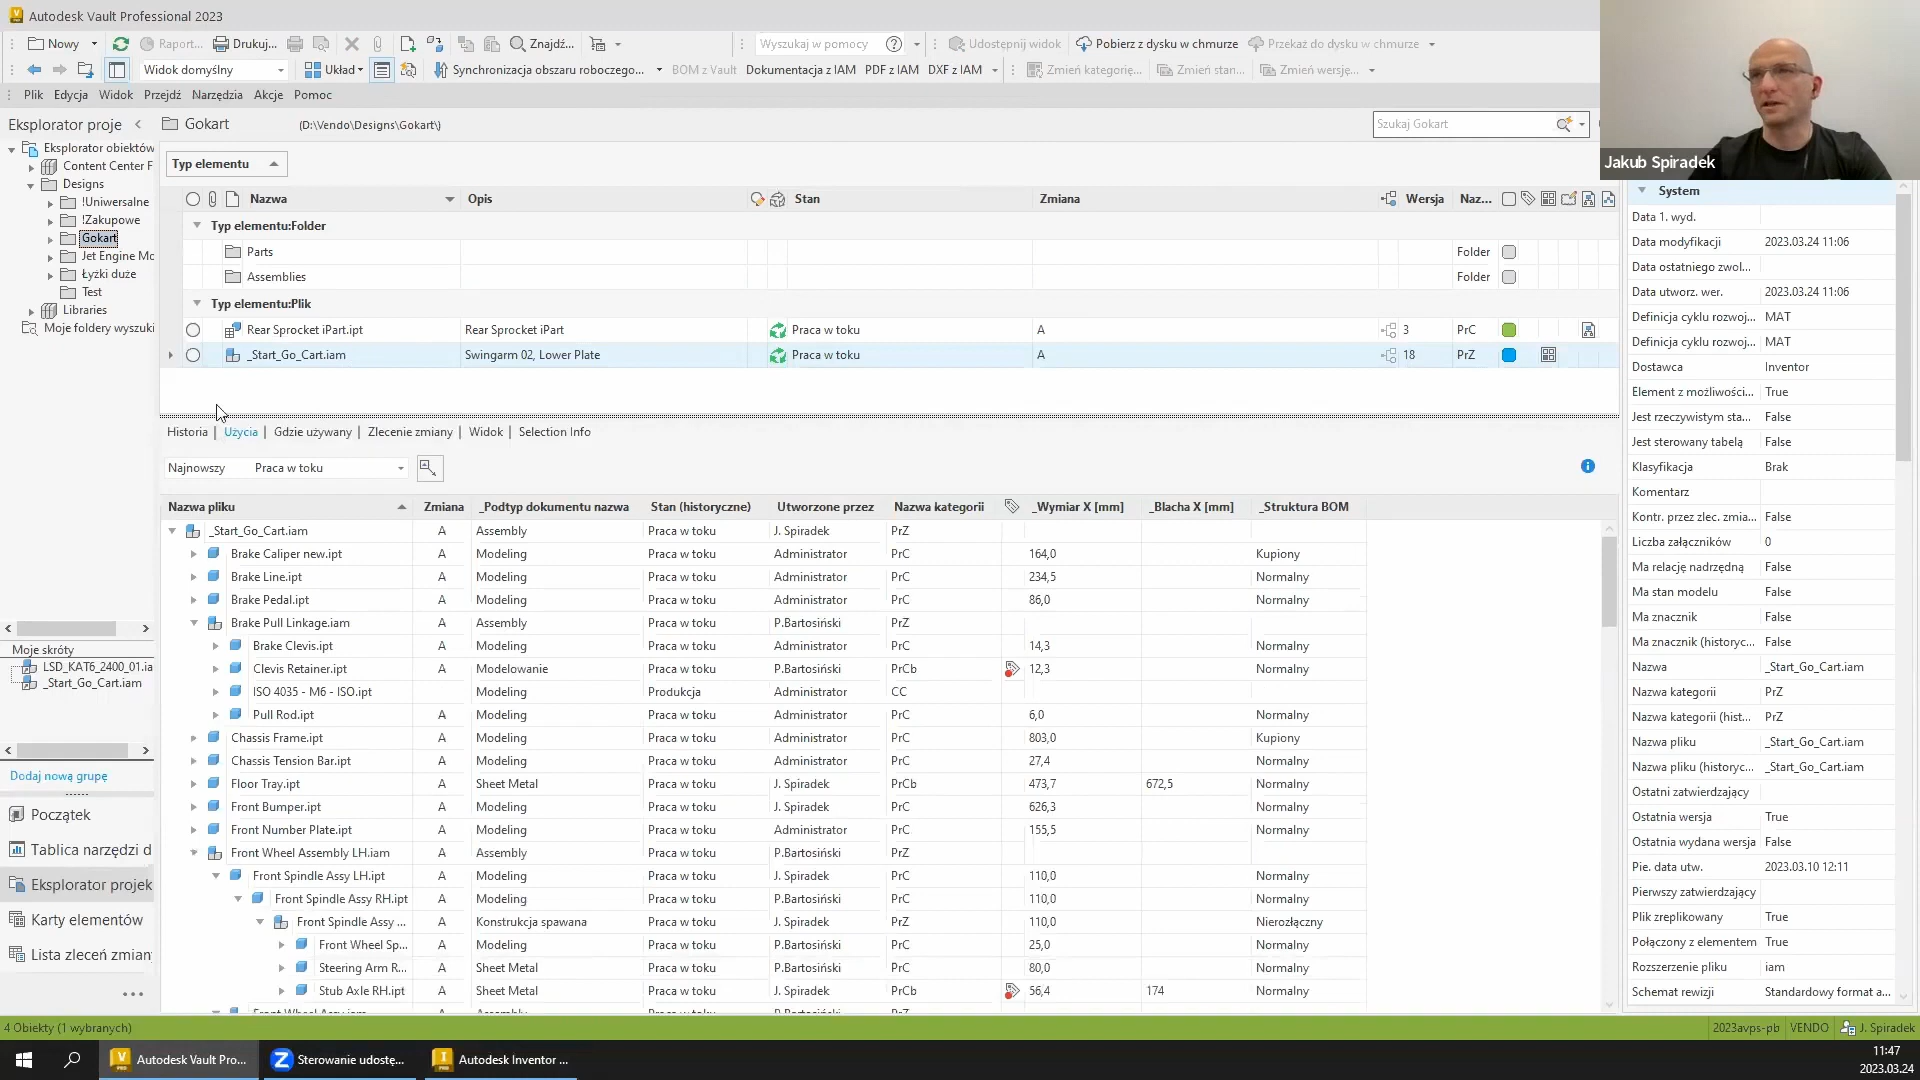 Autodesk Vault Professional 2023
Nowy Raport... Drukuj... Znajdź... Wyszukaj w pomocy Udostępnij widok Pobierz z dysku w chmurze Przekaż do dysku w chmurze
Widok domyślny Układ Synchronizacja obszaru roboczego... BOM z Vault Dokumentacja z IAM PDF z IAM DXF z IAM Zmień kategorię... Zmień stan... Zmień wersję...
Plik Edycja Widok Przejdź Narzędzia Akcje Pomoc
Eksplorator proje Gokart (D:\Vendo\Designs\Gokart\) Szukaj Gokart
Jakub Spiradek
Eksplorator obiektów
Content Center F
Designs
!Uniwersalne
!Zakupowe
Gokart
Jet Engine Mo
Łyżki duże
Test
Libraries
Moje foldery wyszuki
Moje skróty
LSD_KAT6_2400_01.ia
_Start_Go_Cart.iam
Dodaj nową grupę
Początek
Tablica narzędzi d
Eksplorator projek
Karty elementów
Lista zleceń zmian
Typ elementu
Nazwa Opis Stan Zmiana Wersja Naz...
Typ elementu:Folder
Parts Folder
Assemblies Folder
Typ elementu:Plik
Rear Sprocket iPart.ipt Rear Sprocket iPart Praca w toku A 3 PrC
_Start_Go_Cart.iam Swingarm 02, Lower Plate Praca w toku A 18 PrZ
Historia | Użycia | Gdzie używany | Zlecenie zmiany | Widok | Selection Info
Najnowszy Praca w toku
Nazwa pliku Zmiana _Podtyp dokumentu nazwa Stan (historyczne) Utworzone przez Nazwa kategorii _Wymiar X [mm] _Blacha X [mm] _Struktura BOM
_Start_Go_Cart.iam A Assembly Praca w toku J. Spiradek PrZ
Brake Caliper new.ipt A Modeling Praca w toku Administrator PrC 164,0 Kupiony
Brake Line.ipt A Modeling Praca w toku Administrator PrC 234,5 Normalny
Brake Pedal.ipt A Modeling Praca w toku Administrator PrC 86,0 Normalny
Brake Pull Linkage.iam A Assembly Praca w toku P.Bartosiński PrZ
Brake Clevis.ipt A Modeling Praca w toku Administrator PrC 14,3 Normalny
Clevis Retainer.ipt A Modelowanie Praca w toku P.Bartosiński PrCb 12,3 Normalny
ISO 4035 - M6 - ISO.ipt Modeling Produkcja Administrator CC
Pull Rod.ipt A Modeling Praca w toku Administrator PrC 6,0 Normalny
Chassis Frame.ipt A Modeling Praca w toku Administrator PrC 803,0 Kupiony
Chassis Tension Bar.ipt A Modeling Praca w toku Administrator PrC 27,4 Normalny
Floor Tray.ipt A Sheet Metal Praca w toku J. Spiradek PrCb 473,7 672,5 Normalny
Front Bumper.ipt A Modeling Praca w toku J. Spiradek PrC 626,3 Normalny
Front Number Plate.ipt A Modeling Praca w toku Administrator PrC 155,5 Normalny
Front Wheel Assembly LH.iam A Assembly Praca w toku P.Bartosiński PrZ
Front Spindle Assy LH.ipt A Modeling Praca w toku J. Spiradek PrC 110,0 Normalny
Front Spindle Assy RH.ipt A Modeling Praca w toku P.Bartosiński PrC 110,0 Normalny
Front Spindle Assy ... A Konstrukcja spawana Praca w toku J. Spiradek PrZ 110,0 Nierozłączny
Front Wheel Sp... A Modeling Praca w toku P.Bartosiński PrC 25,0 Normalny
Steering Arm R... A Sheet Metal Praca w toku P.Bartosiński PrC 80,0 Normalny
Stub Axle RH.ipt A Sheet Metal Praca w toku J. Spiradek PrCb 56,4 174 Normalny
System
Data 1. wyd.
Data modyfikacji 2023.03.24 11:06
Data ostatniego zwol...
Data utworz. wer. 2023.03.24 11:06
Definicja cyklu rozwoj... MAT
Definicja cyklu rozwoj... MAT
Dostawca Inventor
Element z możliwości... True
Jest rzeczywistym sta... False
Jest sterowany tabelą False
Klasyfikacja Brak
Komentarz
Kontr. przez zlec. zmia... False
Liczba załączników 0
Ma relację nadrzędną False
Ma stan modelu False
Ma znacznik False
Ma znacznik (historyc... False
Nazwa _Start_Go_Cart.iam
Nazwa kategorii PrZ
Nazwa kategorii (hist... PrZ
Nazwa pliku _Start_Go_Cart.iam
Nazwa pliku (historyc... _Start_Go_Cart.iam
Ostatni zatwierdzający
Ostatnia wersja True
Ostatnia wydana wersja False
Pie. data utw. 2023.03.10 12:11
Pierwszy zatwierdzający
Plik zreplikowany True
Połączony z elementem True
Rozszerzenie pliku iam
Schemat rewizji Standardowy format a...
4 Obiekty (1 wybranych) 2023avps-pb VENDO J. Spiradek
Autodesk Vault Pro... Sterowanie udostę... Autodesk Inventor ...
11:47
2023.03.24